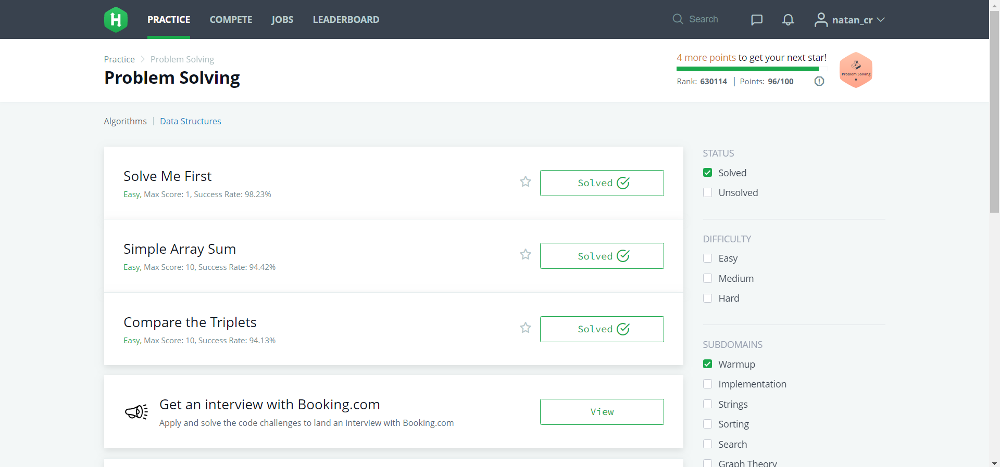 H PRACTICE COMPETE JOBS LEADERBOARD Search natan_cr
Practice Problem Solving
Problem Solving
4 more points to get your next star!
Rank: 630114 | Points: 96/100
Problem Solving
Algorithms | Data Structures
Solve Me First
Easy, Max Score: 1, Success Rate: 98.23%
Solved
Simple Array Sum
Easy, Max Score: 10, Success Rate: 94.42%
Solved
Compare the Triplets
Easy, Max Score: 10, Success Rate: 94.13%
Solved
Get an interview with Booking.com
Apply and solve the code challenges to land an interview with Booking.com
View
STATUS
Solved
Unsolved
DIFFICULTY
Easy
Medium
Hard
SUBDOMAINS
Warmup
Implementation
Strings
Sorting
Search
Graph Theory